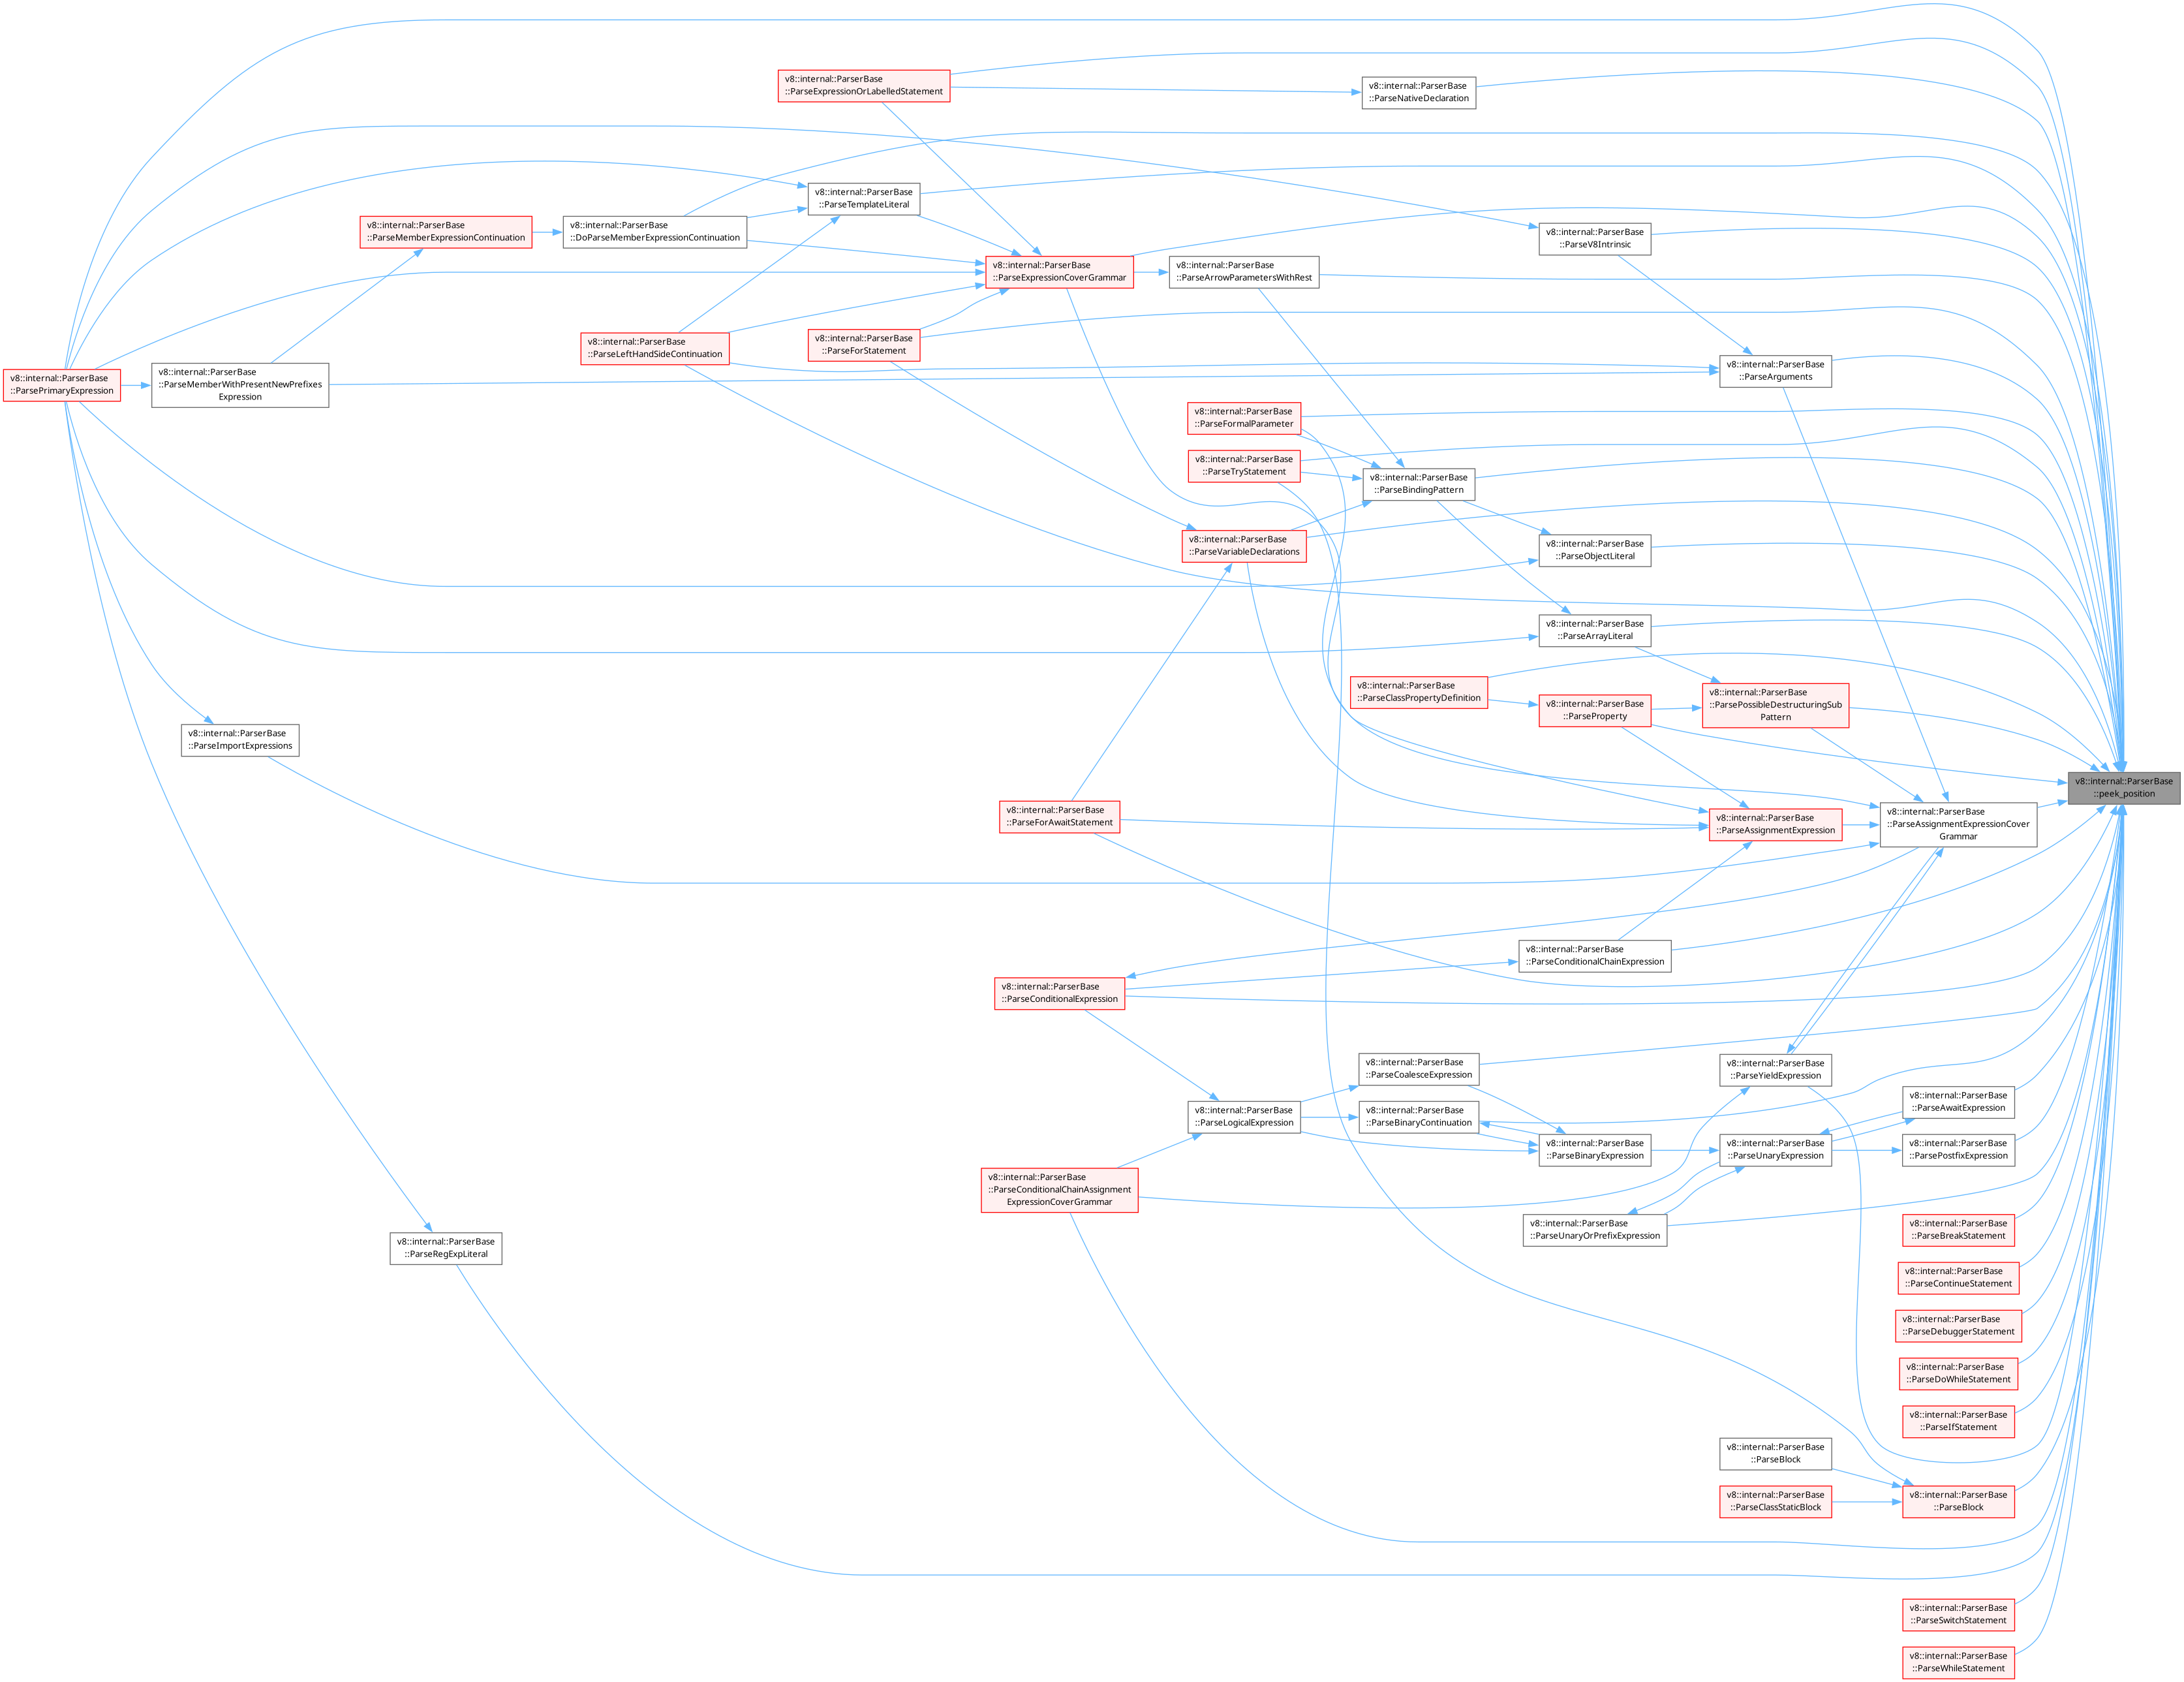 v8::internal::ParserBase
::ParseExpressionOrLabelledStatement
v8::internal::ParserBase
::ParseNativeDeclaration
v8::internal::ParserBase
::ParseTemplateLiteral
v8::internal::ParserBase
::ParseMemberExpressionContinuation
v8::internal::ParserBase
::DoParseMemberExpressionContinuation
v8::internal::ParserBase
::ParseV8Intrinsic
v8::internal::ParserBase
::ParseExpressionCoverGrammar
v8::internal::ParserBase
::ParseArrowParametersWithRest
v8::internal::ParserBase
::ParseLeftHandSideContinuation
v8::internal::ParserBase
::ParseForStatement
v8::internal::ParserBase
::ParseArguments
v8::internal::ParserBase
::ParsePrimaryExpression
v8::internal::ParserBase
::ParseMemberWithPresentNewPrefixes
Expression
v8::internal::ParserBase
::ParseFormalParameter
v8::internal::ParserBase
::ParseTryStatement
v8::internal::ParserBase
::ParseBindingPattern
v8::internal::ParserBase
::ParseVariableDeclarations
v8::internal::ParserBase
::ParseObjectLiteral
v8::internal::ParserBase
::ParseArrayLiteral
v8::internal::ParserBase
::ParseClassPropertyDefinition
v8::internal::ParserBase
::ParseProperty
v8::internal::ParserBase
::ParsePossibleDestructuringSub
Pattern
v8::internal::ParserBase
::ParseImportExpressions
v8::internal::ParserBase
::peek_position
v8::internal::ParserBase
::ParseForAwaitStatement
v8::internal::ParserBase
::ParseAssignmentExpression
v8::internal::ParserBase
::ParseAssignmentExpressionCover
Grammar
v8::internal::ParserBase
::ParseConditionalChainExpression
v8::internal::ParserBase
::ParseConditionalExpression
v8::internal::ParserBase
::ParseCoalesceExpression
v8::internal::ParserBase
::ParseYieldExpression
v8::internal::ParserBase
::ParseLogicalExpression
v8::internal::ParserBase
::ParseBinaryContinuation
v8::internal::ParserBase
::ParseAwaitExpression
v8::internal::ParserBase
::ParseBinaryExpression
v8::internal::ParserBase
::ParseUnaryExpression
v8::internal::ParserBase
::ParsePostfixExpression
v8::internal::ParserBase
::ParseConditionalChainAssignment
ExpressionCoverGrammar
v8::internal::ParserBase
::ParseUnaryOrPrefixExpression
v8::internal::ParserBase
::ParseBreakStatement
v8::internal::ParserBase
::ParseRegExpLiteral
v8::internal::ParserBase
::ParseContinueStatement
v8::internal::ParserBase
::ParseDebuggerStatement
v8::internal::ParserBase
::ParseDoWhileStatement
v8::internal::ParserBase
::ParseIfStatement
v8::internal::ParserBase
::ParseBlock
v8::internal::ParserBase
::ParseClassStaticBlock
v8::internal::ParserBase
::ParseBlock
v8::internal::ParserBase
::ParseSwitchStatement
v8::internal::ParserBase
::ParseWhileStatement